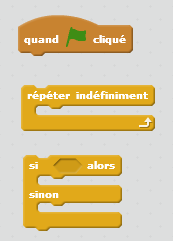 quand cliqué
répéter indéfiniment
si alors
sinon